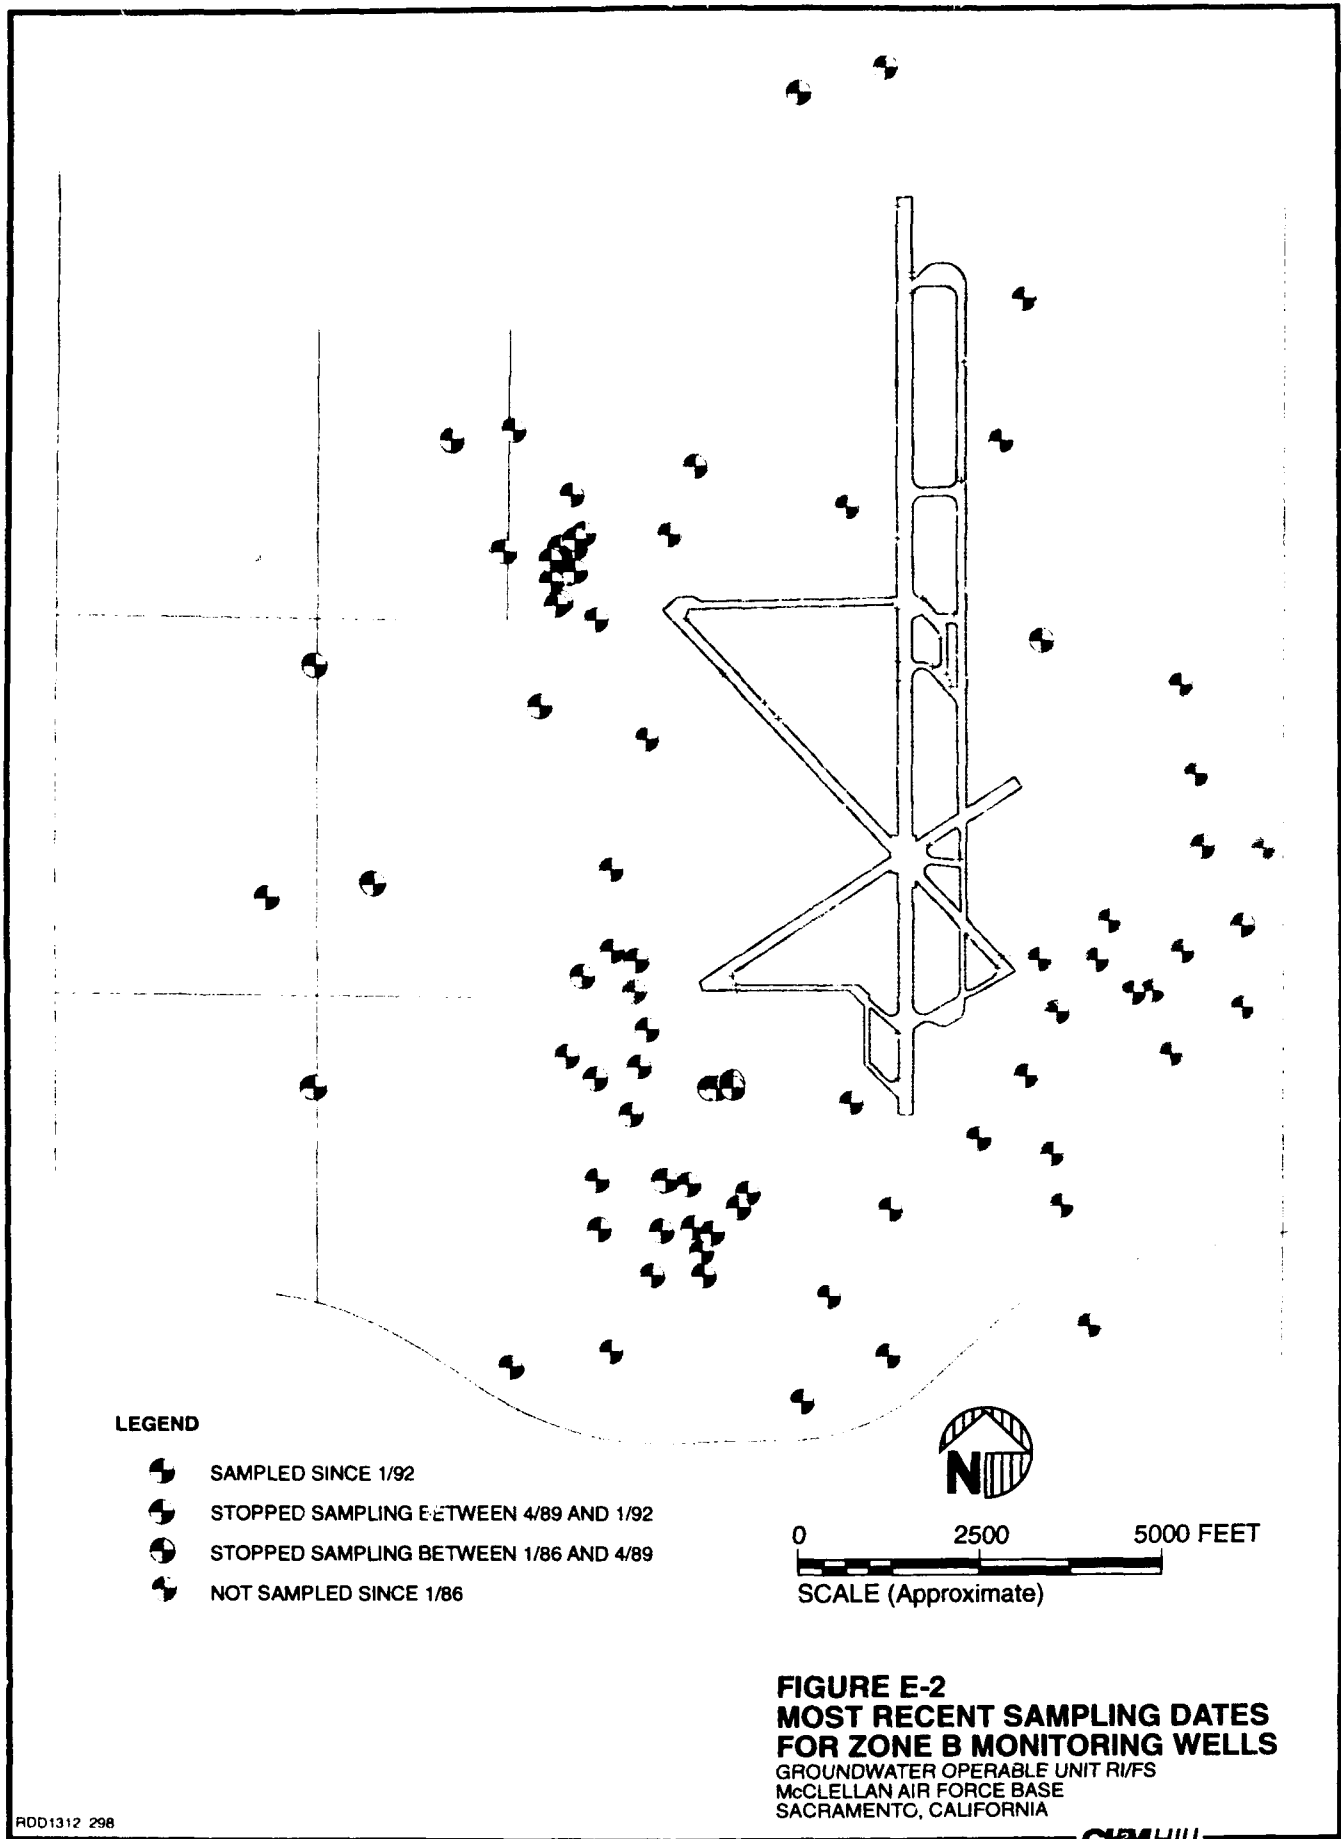 LEGEND
SAMPLED SINCE 1/92
STOPPED SAMPLING BETWEEN 4/89 AND 1/92
STOPPED SAMPLING BETWEEN 1/86 AND 4/89
NOT SAMPLED SINCE 1/86
N
0 2500 5000 FEET
SCALE (Approximate)
FIGURE E-2
MOST RECENT SAMPLING DATES
FOR ZONE B MONITORING WELLS
GROUNDWATER OPERABLE UNIT RI/FS
McCLELLAN AIR FORCE BASE
SACRAMENTO, CALIFORNIA
RDD1312 298
CH2M HILL